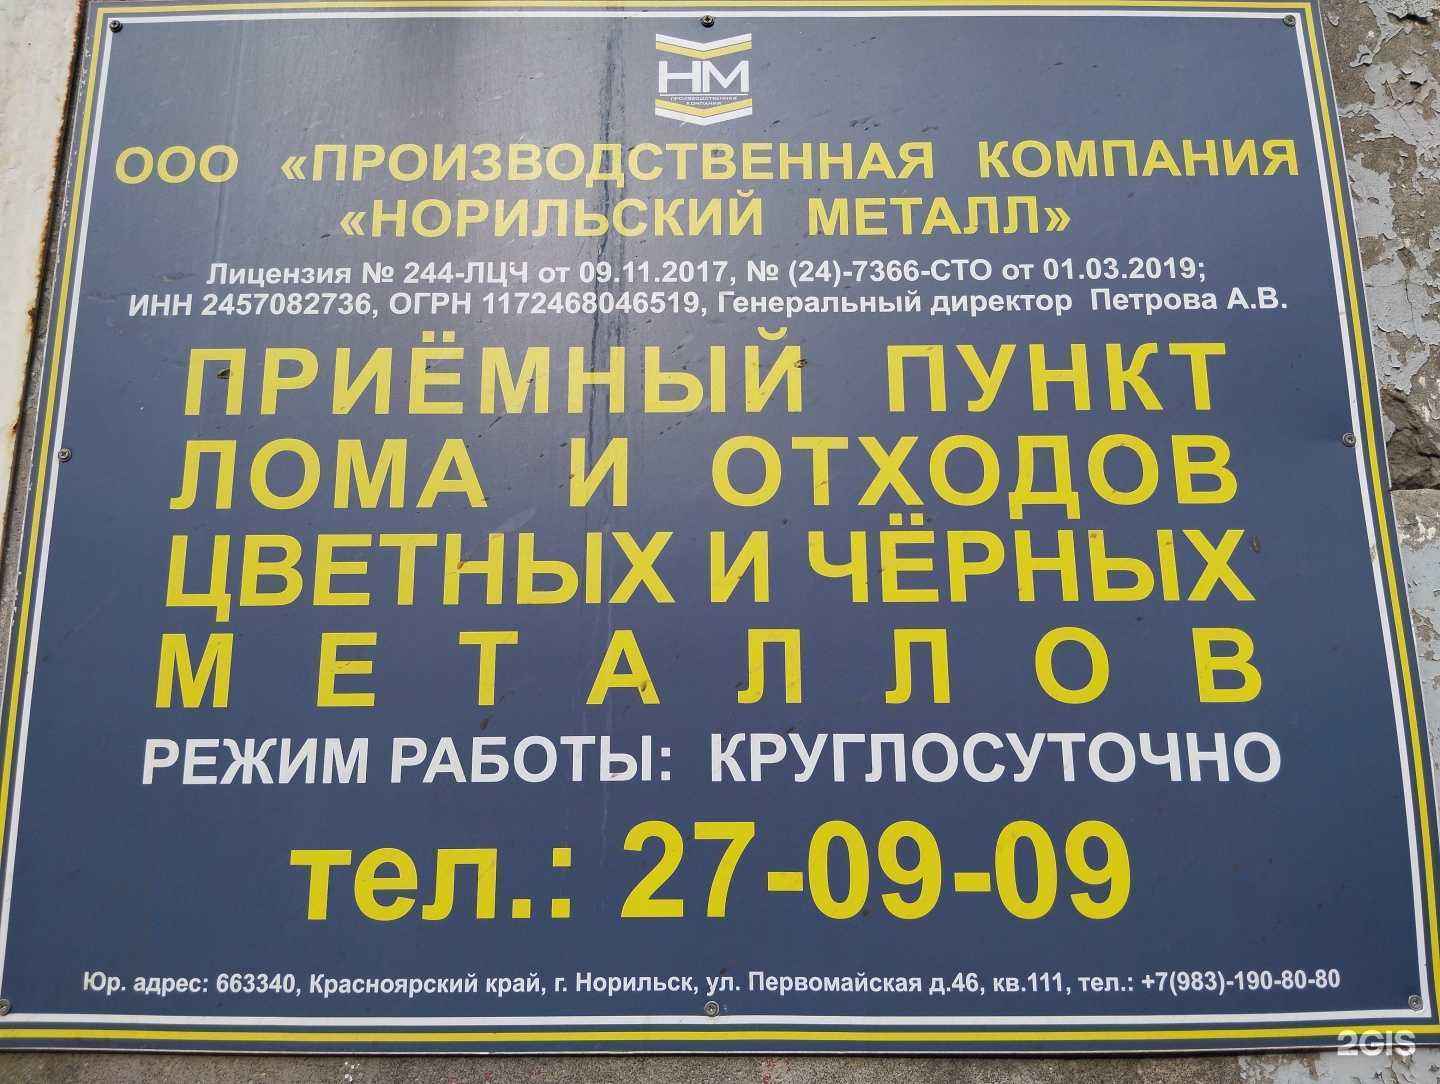 НМ
ПРОИЗВОДСТВЕННАЯ
КОМПАНИЯ
ООО «ПРОИЗВОДСТВЕННАЯ КОМПАНИЯ
«НОРИЛЬСКИЙ МЕТАЛЛ»
Лицензия № 244-ЛЦЧ от 09.11.2017, № (24)-7366-СТО от 01.03.2019;
ИНН 2457082736, ОГРН 1172468046519, Генеральный директор Петрова А.В.
ПРИЁМНЫЙ ПУНКТ
ЛОМА И ОТХОДОВ
ЦВЕТНЫХ И ЧЁРНЫХ
МЕТАЛЛОВ
РЕЖИМ РАБОТЫ: КРУГЛОСУТОЧНО
тел.: 27-09-09
Юр. адрес: 663340, Красноярский край, г. Норильск, ул. Первомайская д.46, кв.111, тел.: +7(983)-190-80-80
2GIS